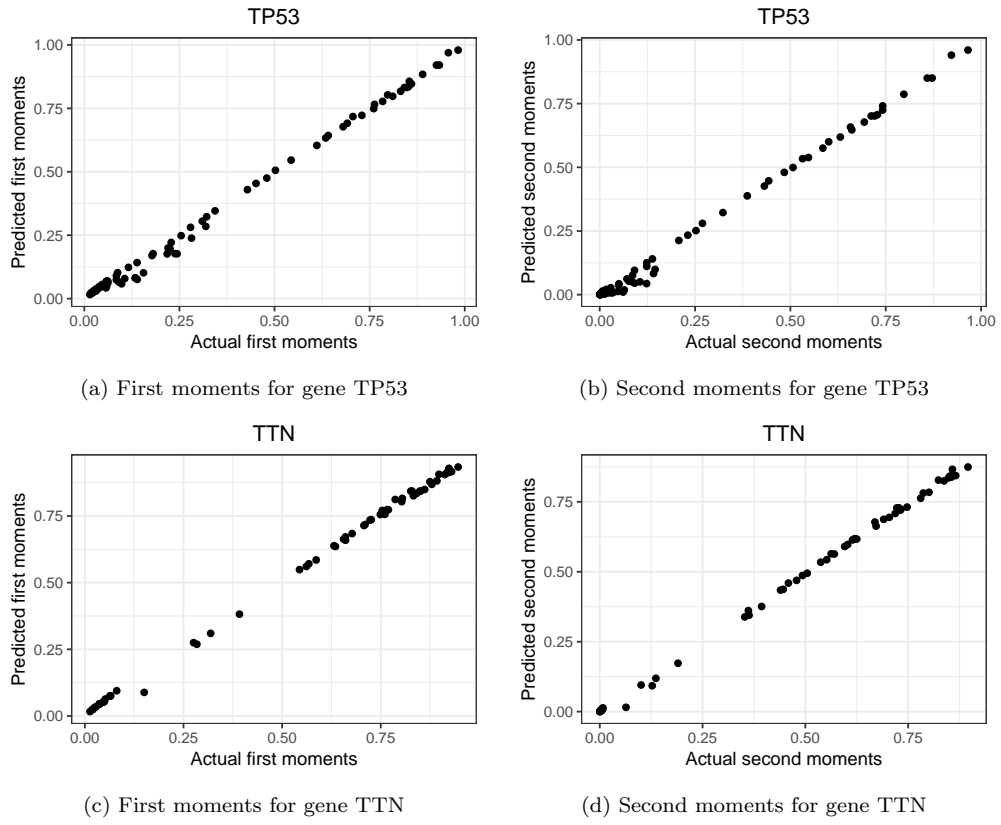 TP53
Predicted first moments
1.00
0.75
0.50
0.25
0.00
0.00 0.25 0.50 0.75 1.00
Actual first moments
(a) First moments for gene TP53
TP53
Predicted second moments
1.00
0.75
0.50
0.25
0.00
0.00 0.25 0.50 0.75 1.00
Actual second moments
(b) Second moments for gene TP53
TTN
Predicted first moments
0.75
0.50
0.25
0.00
0.00 0.25 0.50 0.75
Actual first moments
(c) First moments for gene TTN
TTN
Predicted second moments
0.75
0.50
0.25
0.00
0.00 0.25 0.50 0.75
Actual second moments
(d) Second moments for gene TTN